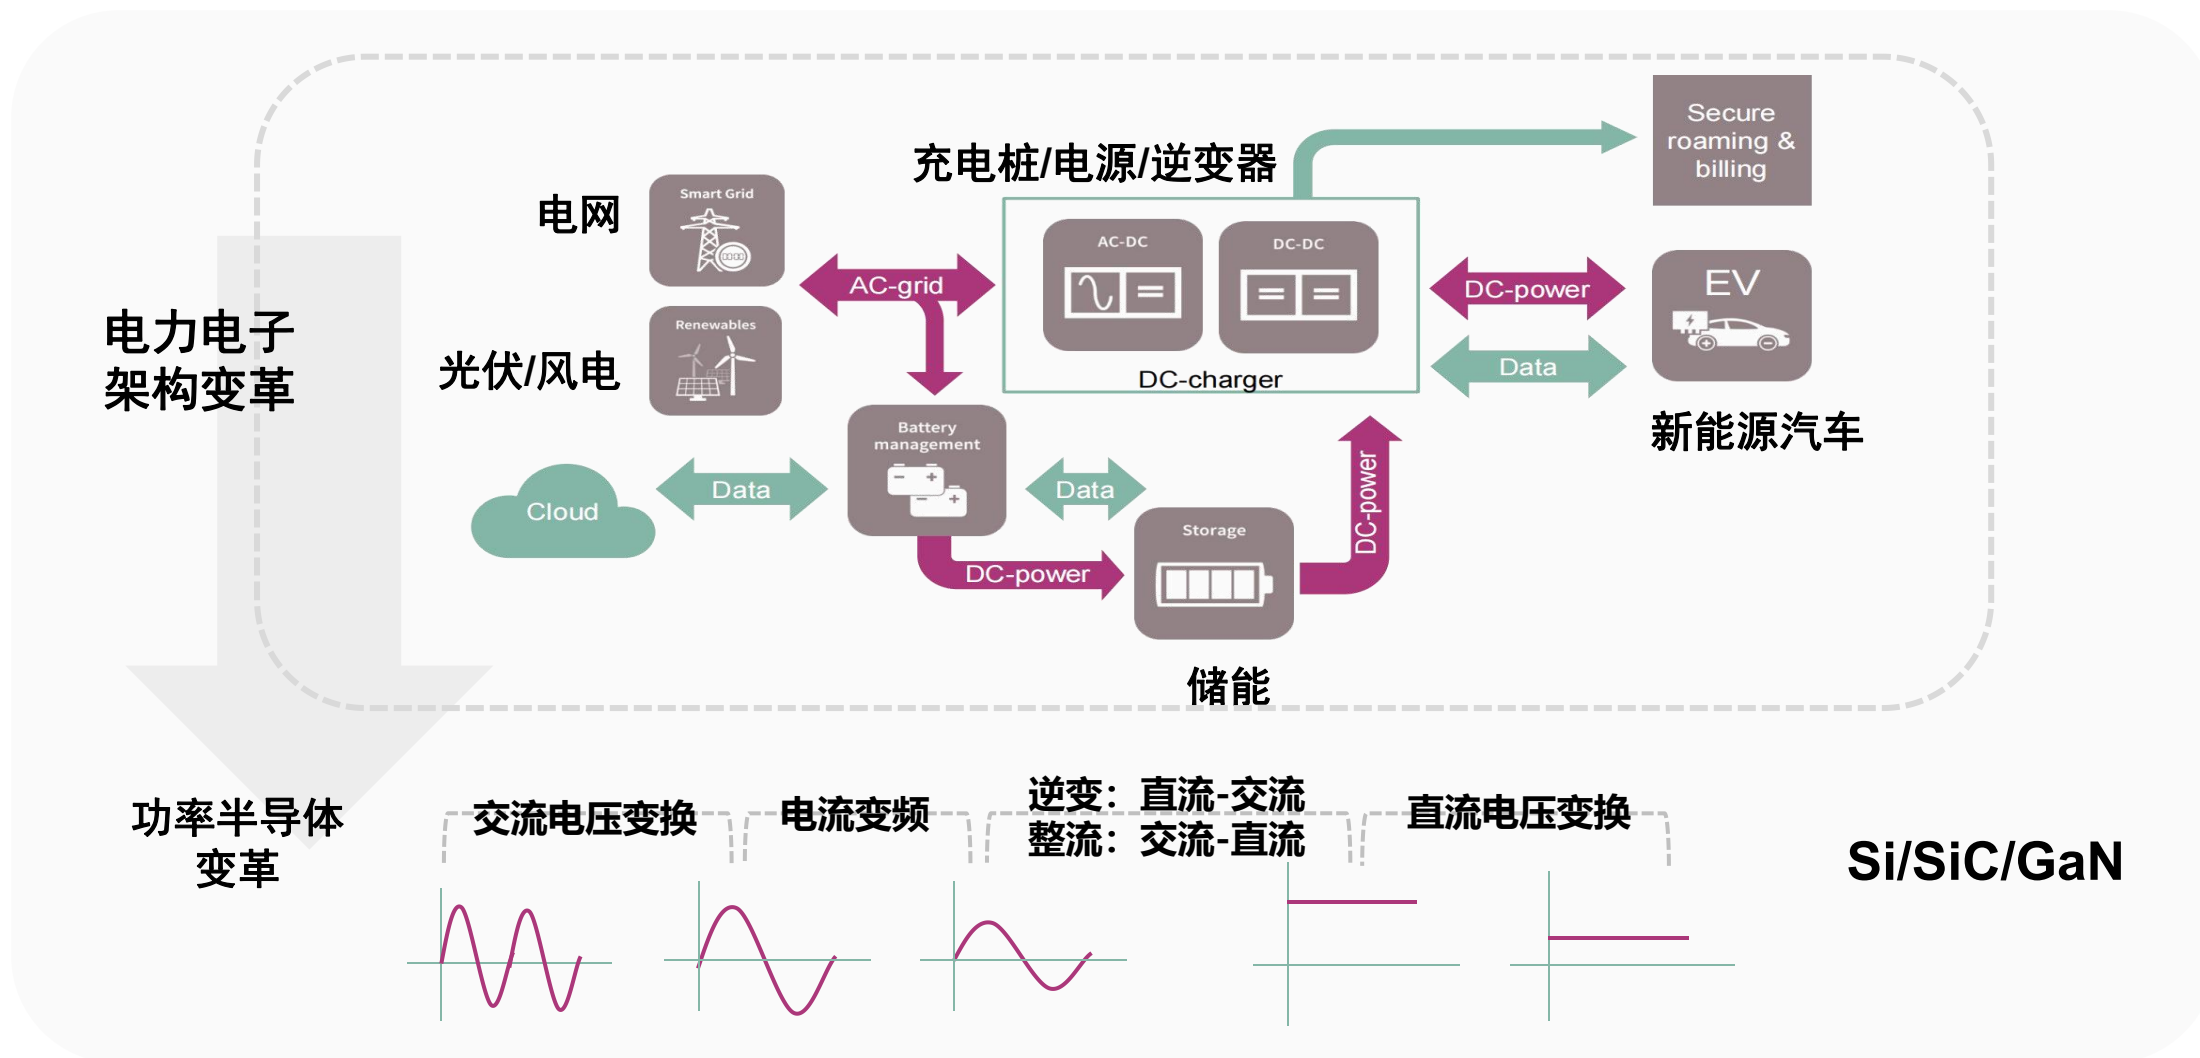 电力电子
架构变革
电网
Smart Grid
光伏/风电
Renewables
AC-grid
充电桩/电源/逆变器
AC-DC
DC-DC
DC-charger
Secure
roaming &
billing
DC-power
Data
EV
新能源汽车
Cloud
Data
Battery
management
Data
DC-power
Storage
DC-power
储能
功率半导体
变革
交流电压变换
电流变频
逆变：直流-交流
整流：交流-直流
直流电压变换
Si/SiC/GaN